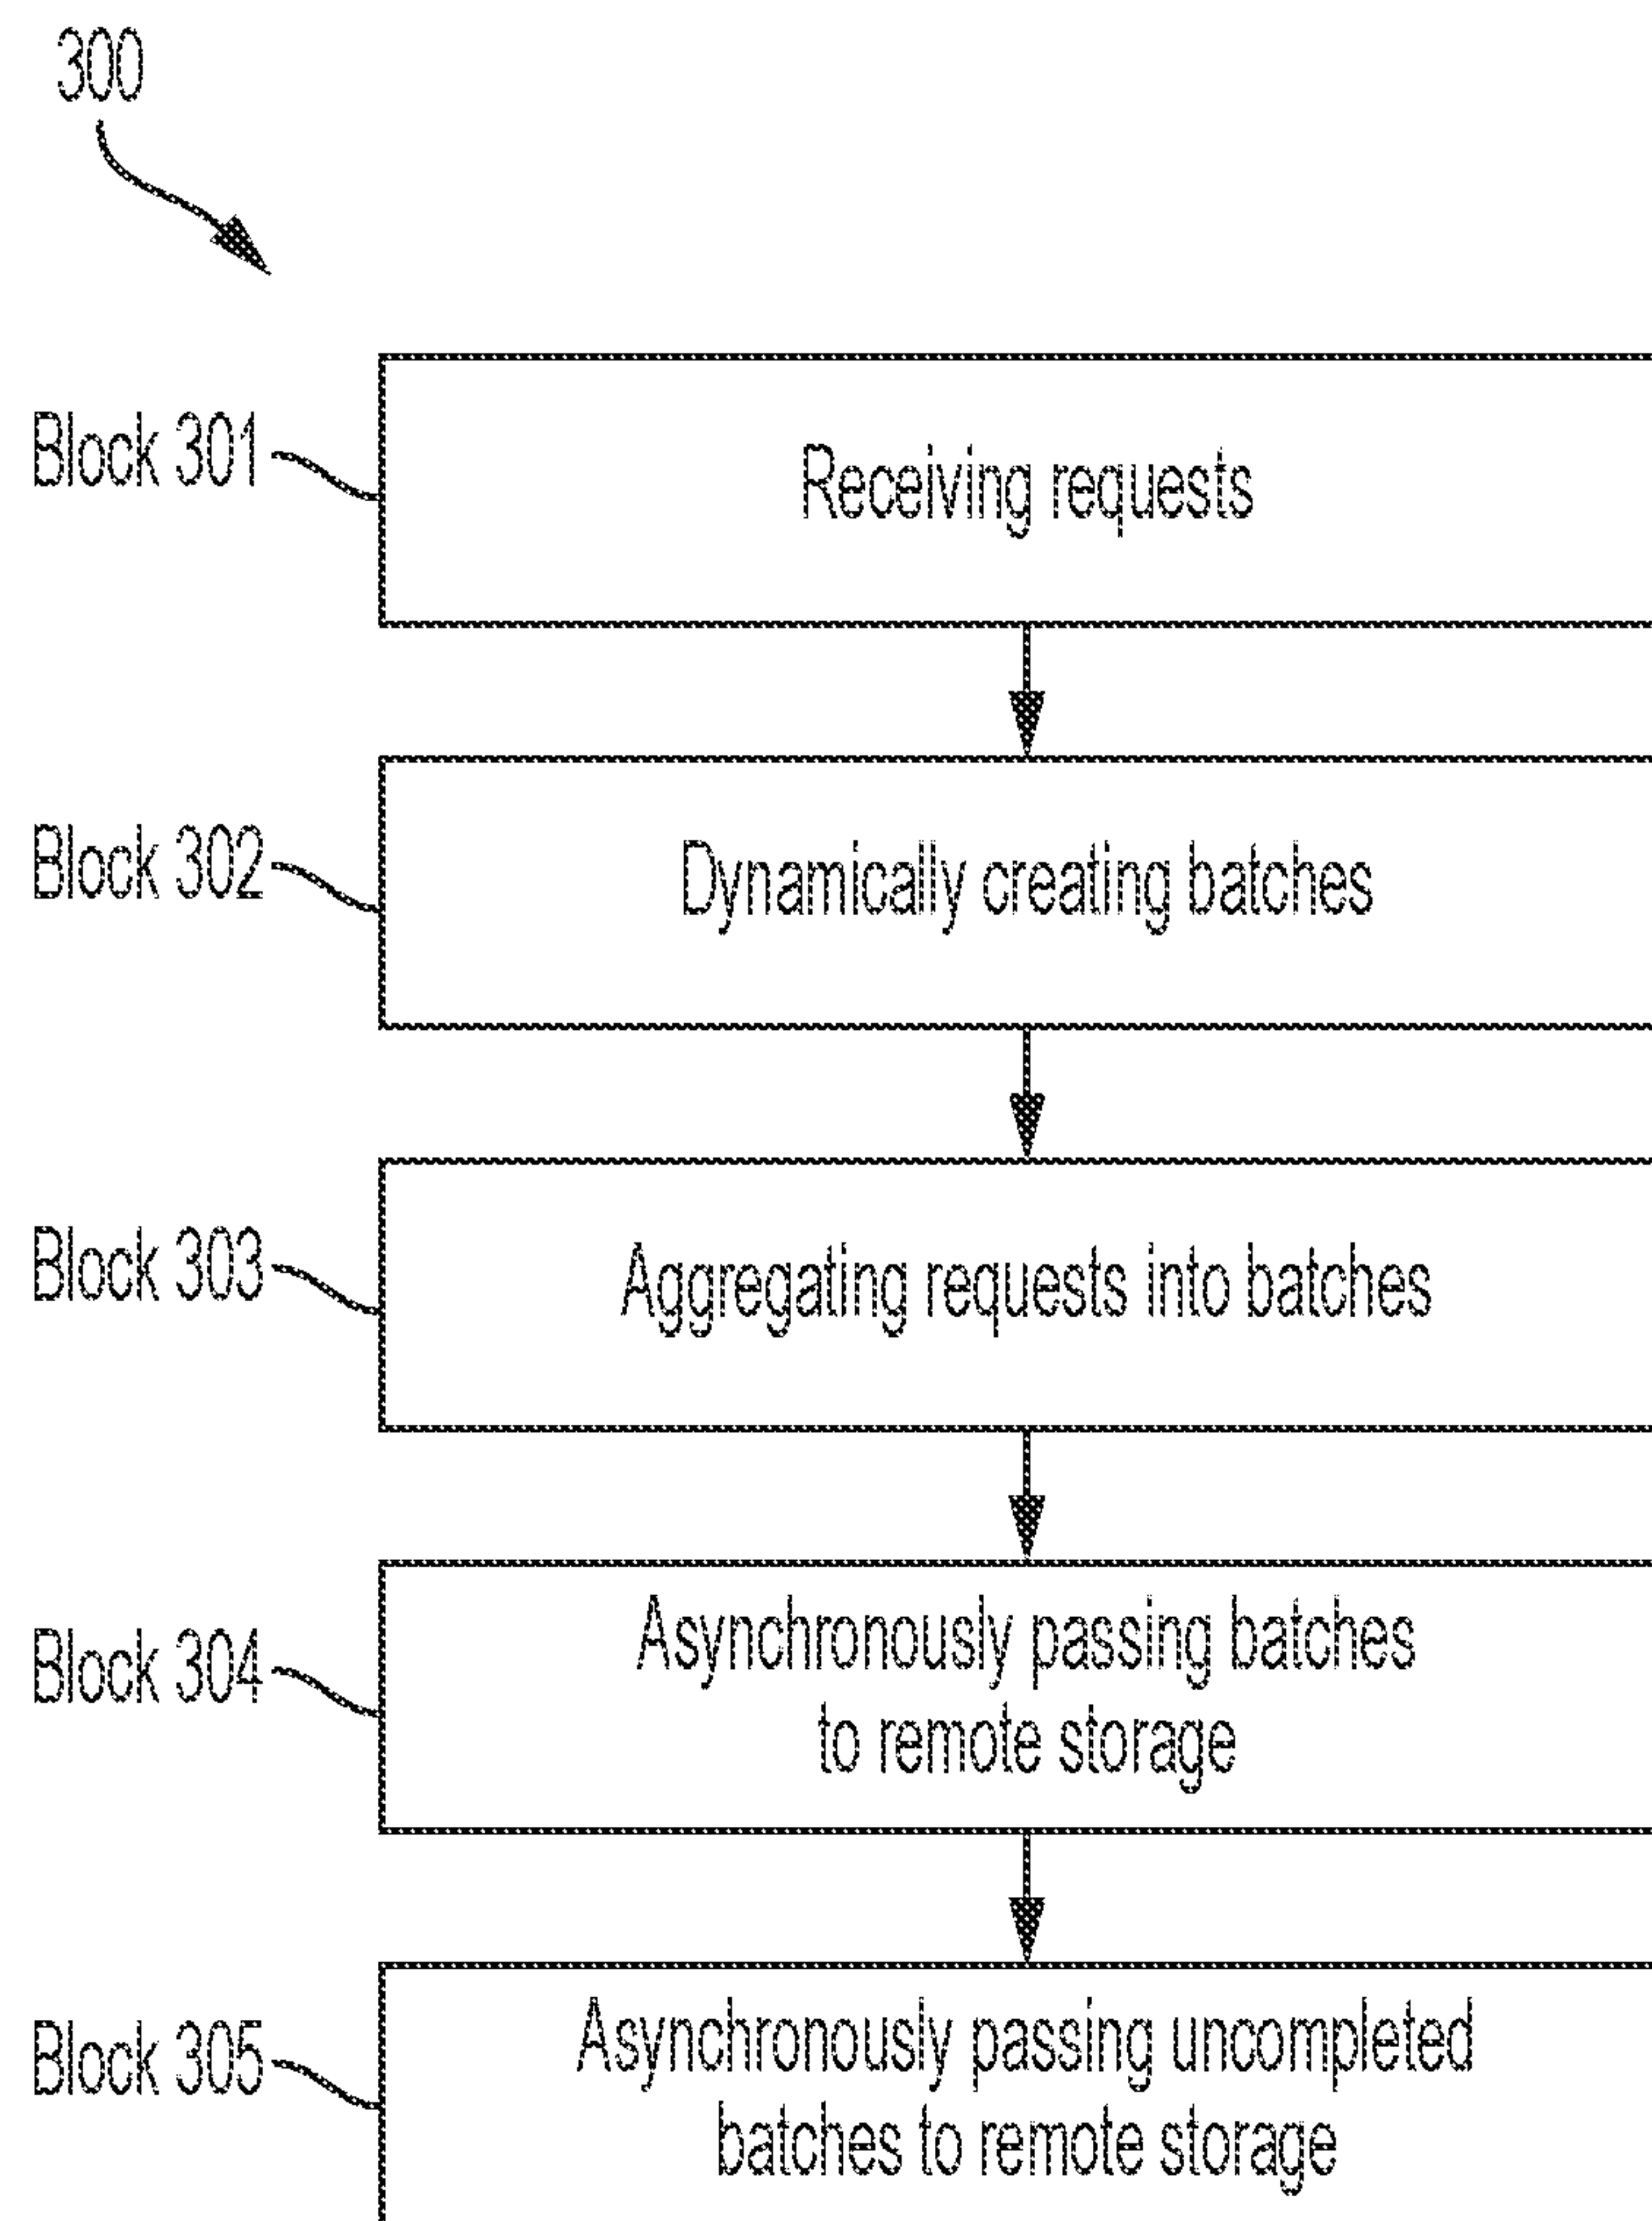 300
Block 301
Receiving requests
Block 302
Dynamically creating batches
Block 303
Aggregating requests into batches
Block 304
Asynchronously passing batches
to remote storage
Block 305
Asynchronously passing uncompleted
batches to remote storage